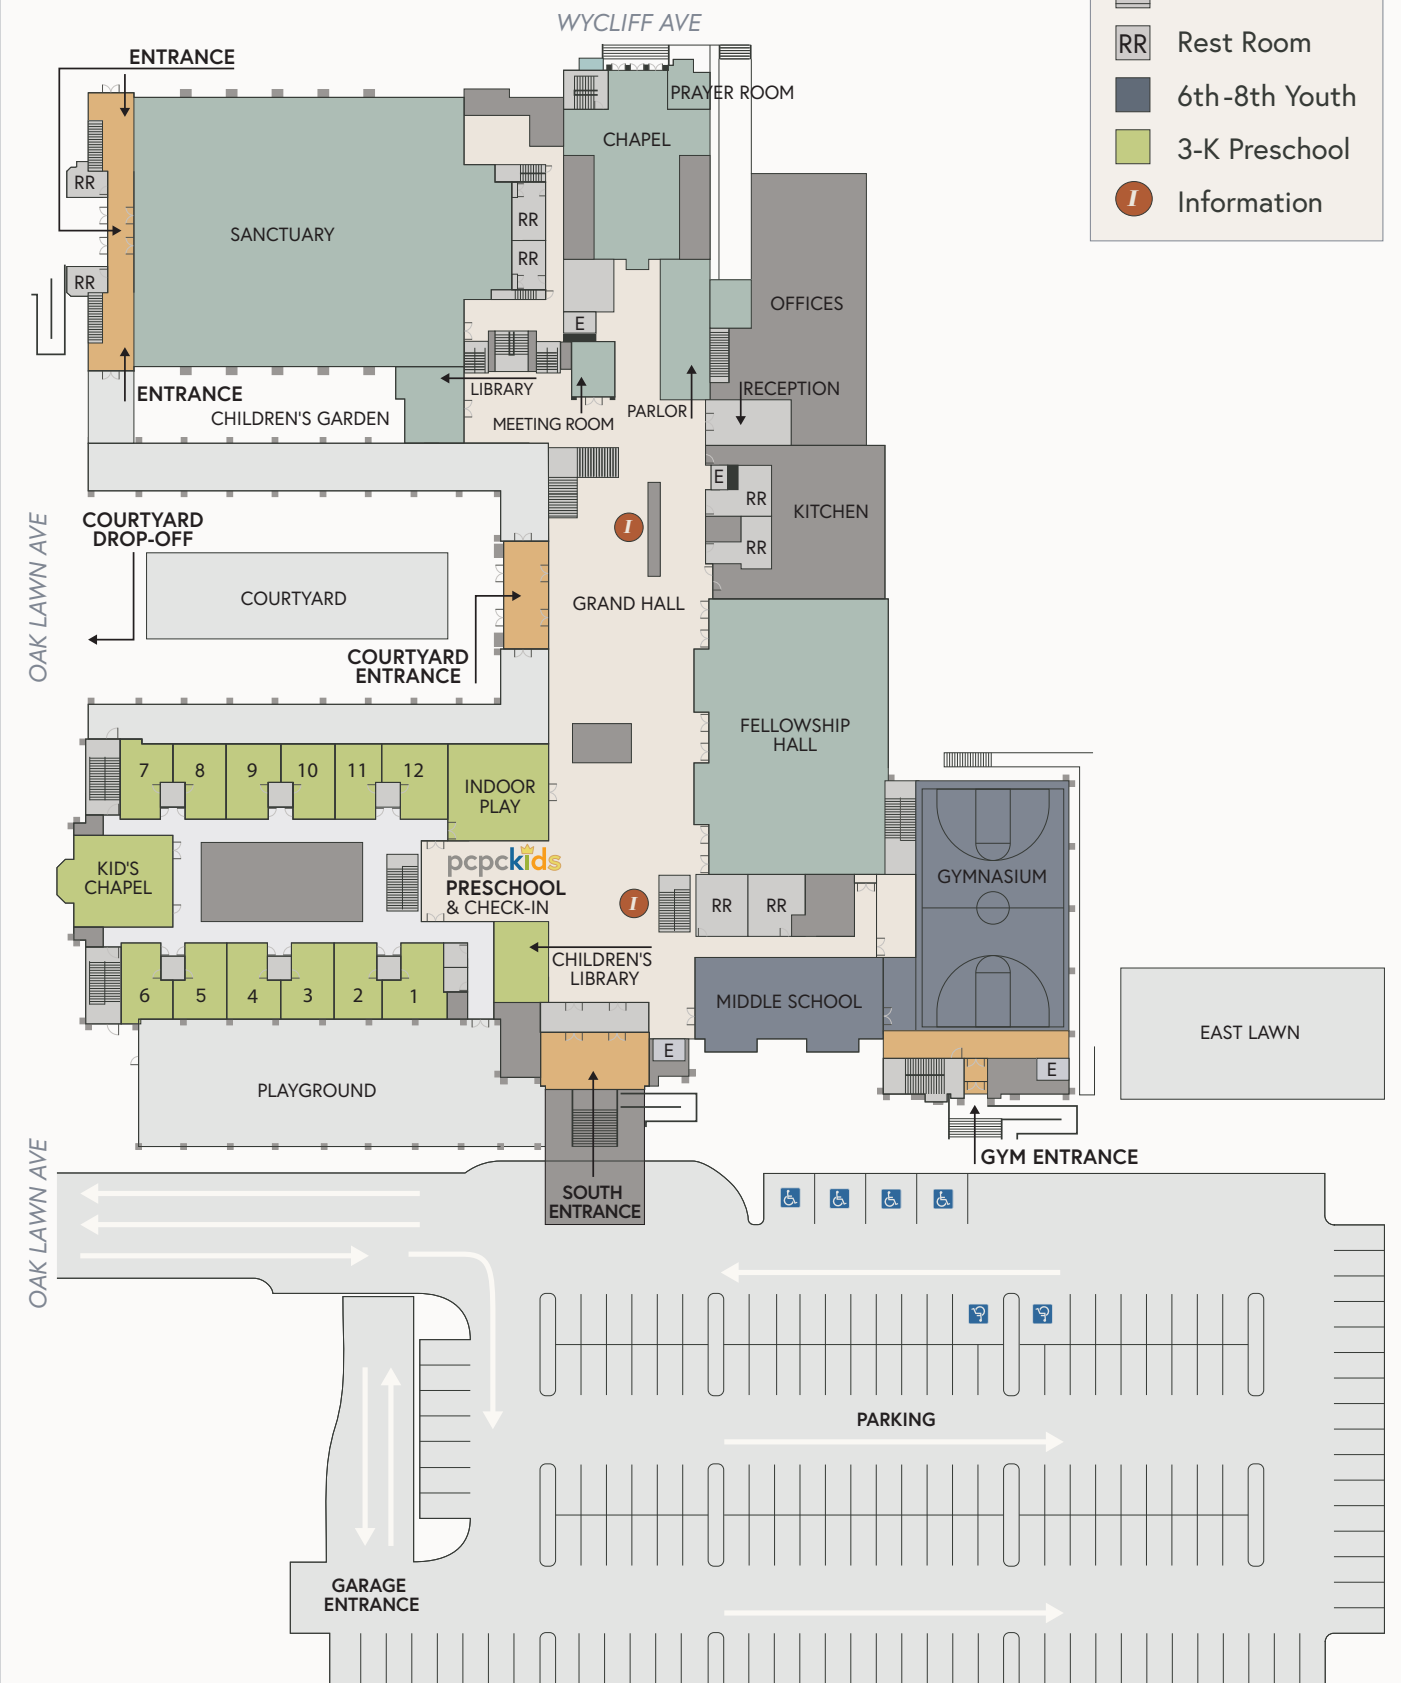 WYCLIFF AVE
RR Rest Room
6th-8th Youth
3-K Preschool
I Information
ENTRANCE
PRAYER ROOM
CHAPEL
RR
SANCTUARY
RR
RR
RR
OFFICES
E
ENTRANCE
LIBRARY
RECEPTION
CHILDREN'S GARDEN
MEETING ROOM
PARLOR
E
RR
KITCHEN
COURTYARD
DROP-OFF
I
RR
OAK LAWN AVE
COURTYARD
GRAND HALL
COURTYARD
ENTRANCE
FELLOWSHIP
HALL
7 8 9 10 11 12
INDOOR
PLAY
KID'S
CHAPEL
pcpckids
PRESCHOOL
& CHECK-IN
I
RR
RR
GYMNASIUM
CHILDREN'S
LIBRARY
6 5 4 3 2 1
MIDDLE SCHOOL
EAST LAWN
E
E
PLAYGROUND
GYM ENTRANCE
SOUTH
ENTRANCE
OAK LAWN AVE
PARKING
GARAGE
ENTRANCE